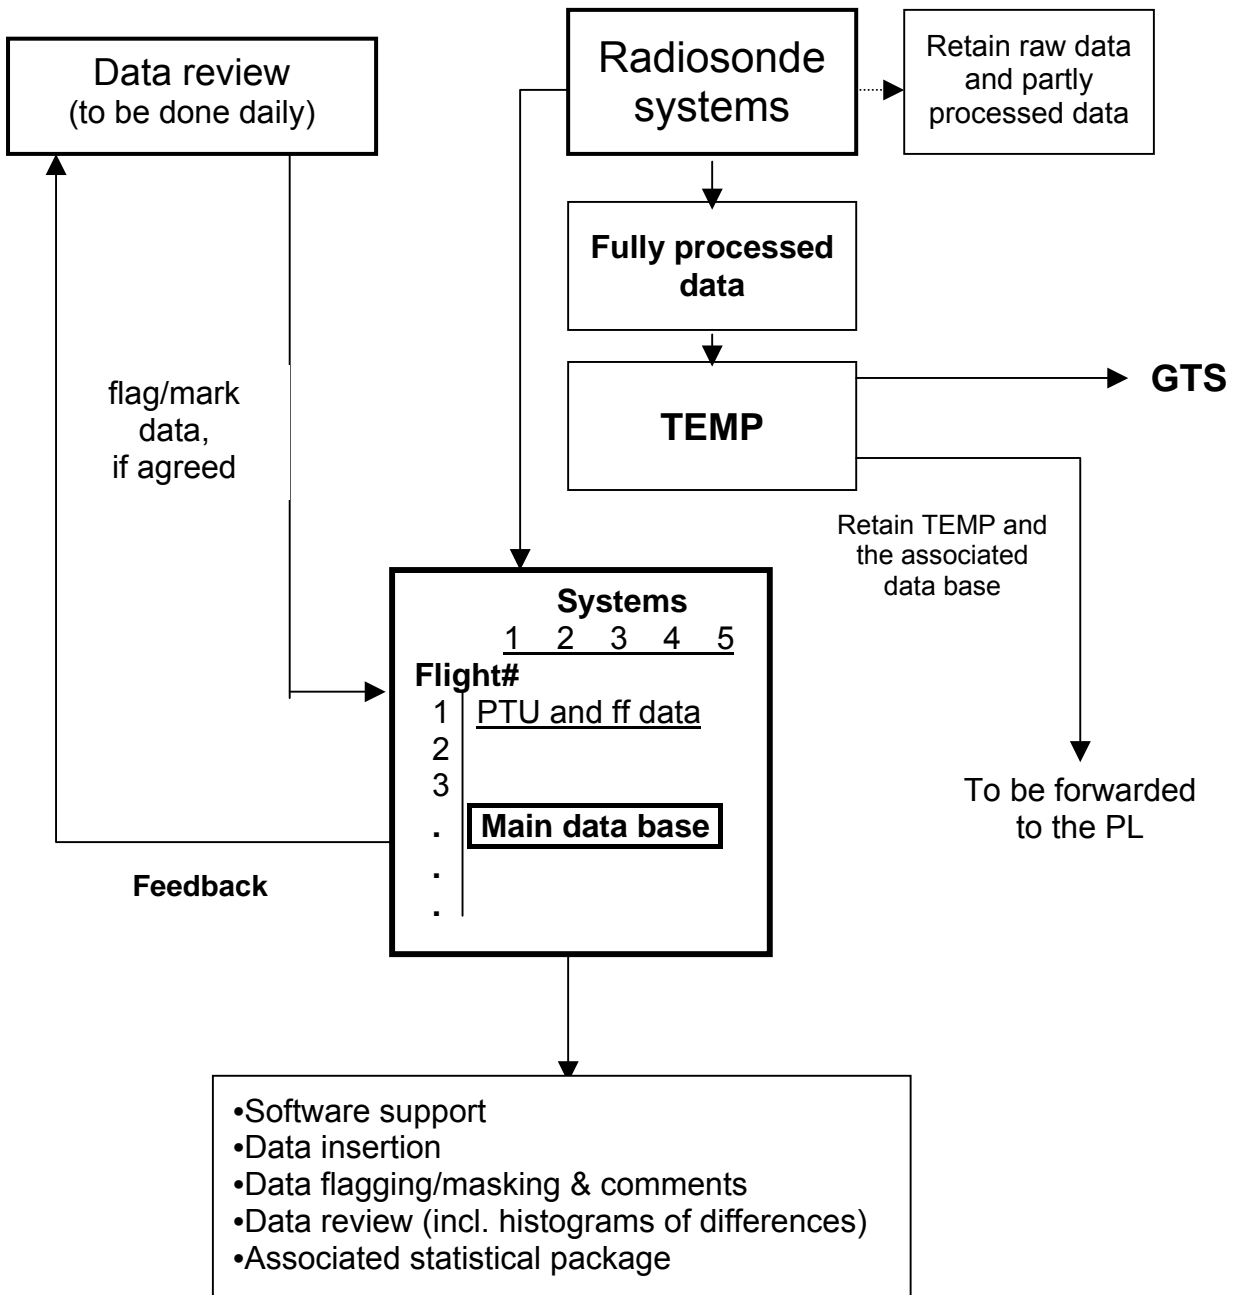 Data review
(to be done daily)
Radiosonde
systems
Retain raw data
and partly
processed data
Fully processed
data
TEMP
GTS
flag/mark
data,
if agreed
Retain TEMP and
the associated
data base
Systems
1 2 3 4 5
Flight#
1 PTU and ff data
2
3
. Main data base
.
.
To be forwarded
to the PL
Feedback
•Software support
•Data insertion
•Data flagging/masking & comments
•Data review (incl. histograms of differences)
•Associated statistical package